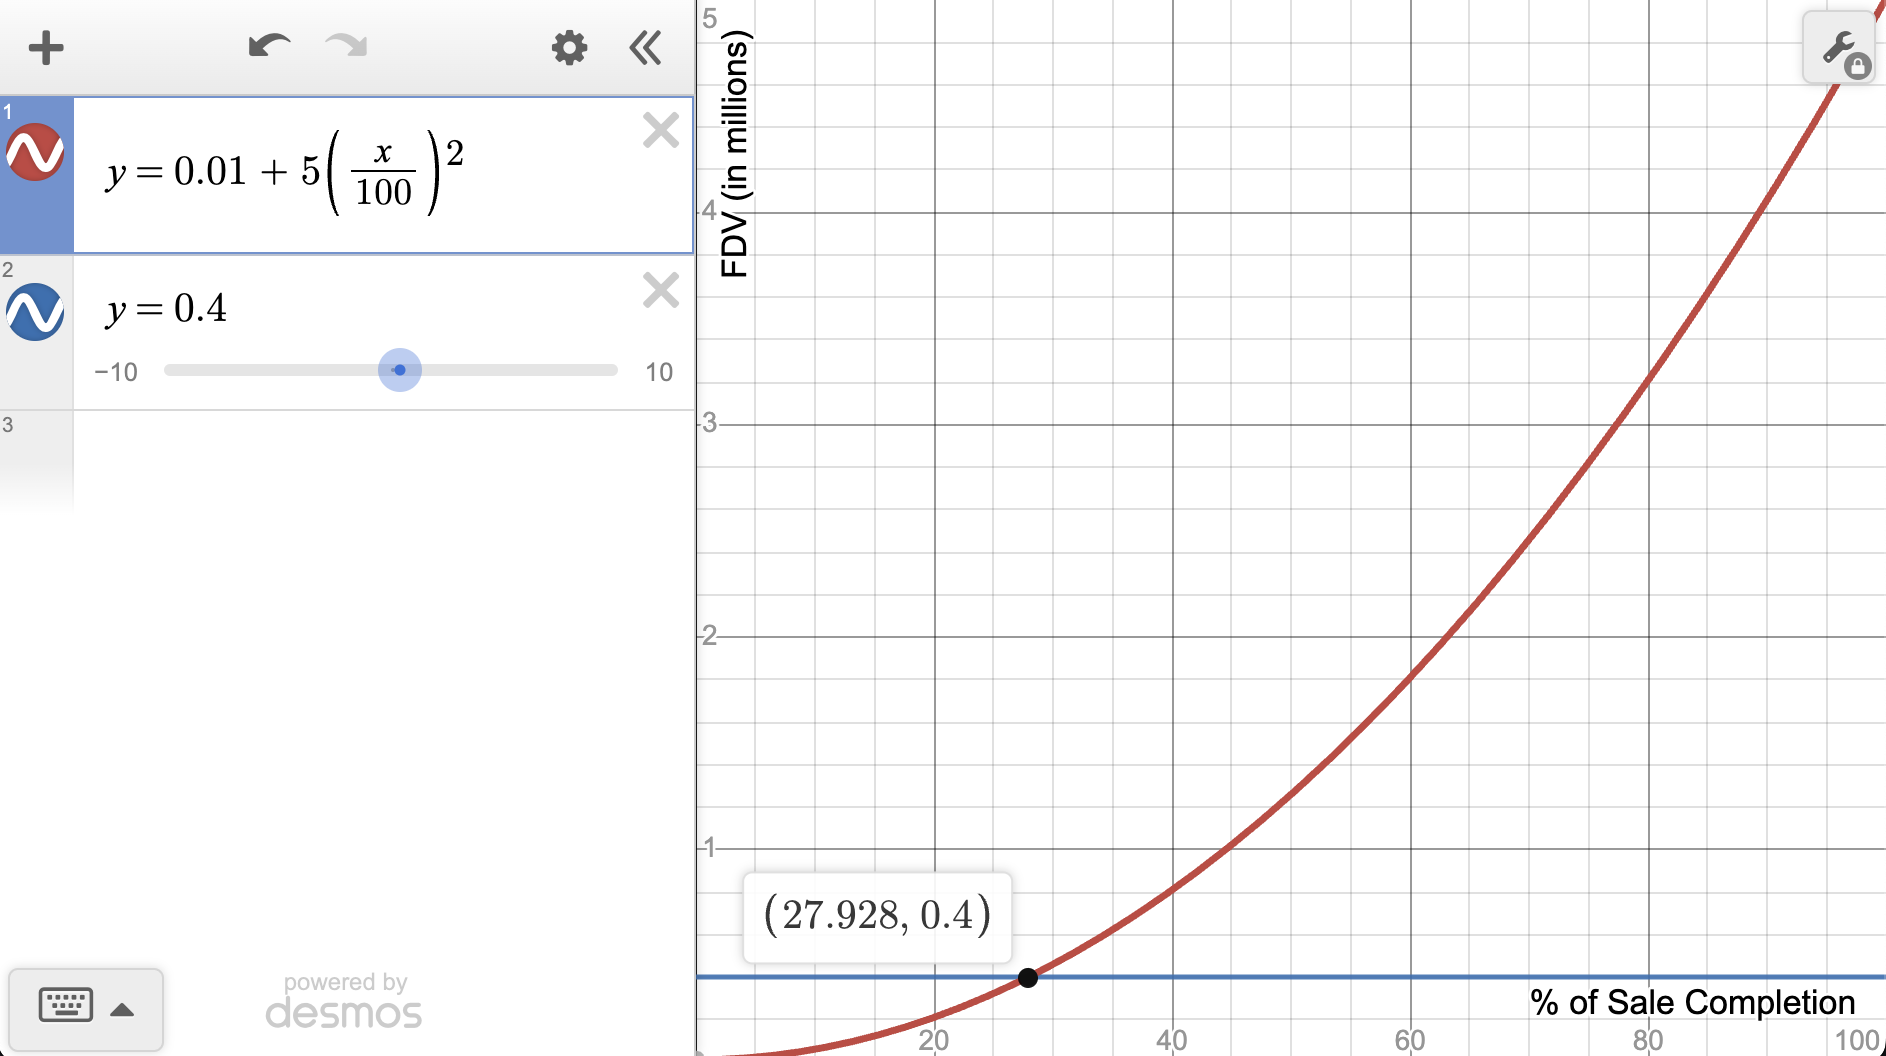 1
y = 0.01 + 5(x/100)^2
2
y = 0.4
−10
10
3
powered by
desmos
FDV (in millions)
5
4
3
2
1
(27.928, 0.4)
% of Sale Completion
20
40
60
80
100